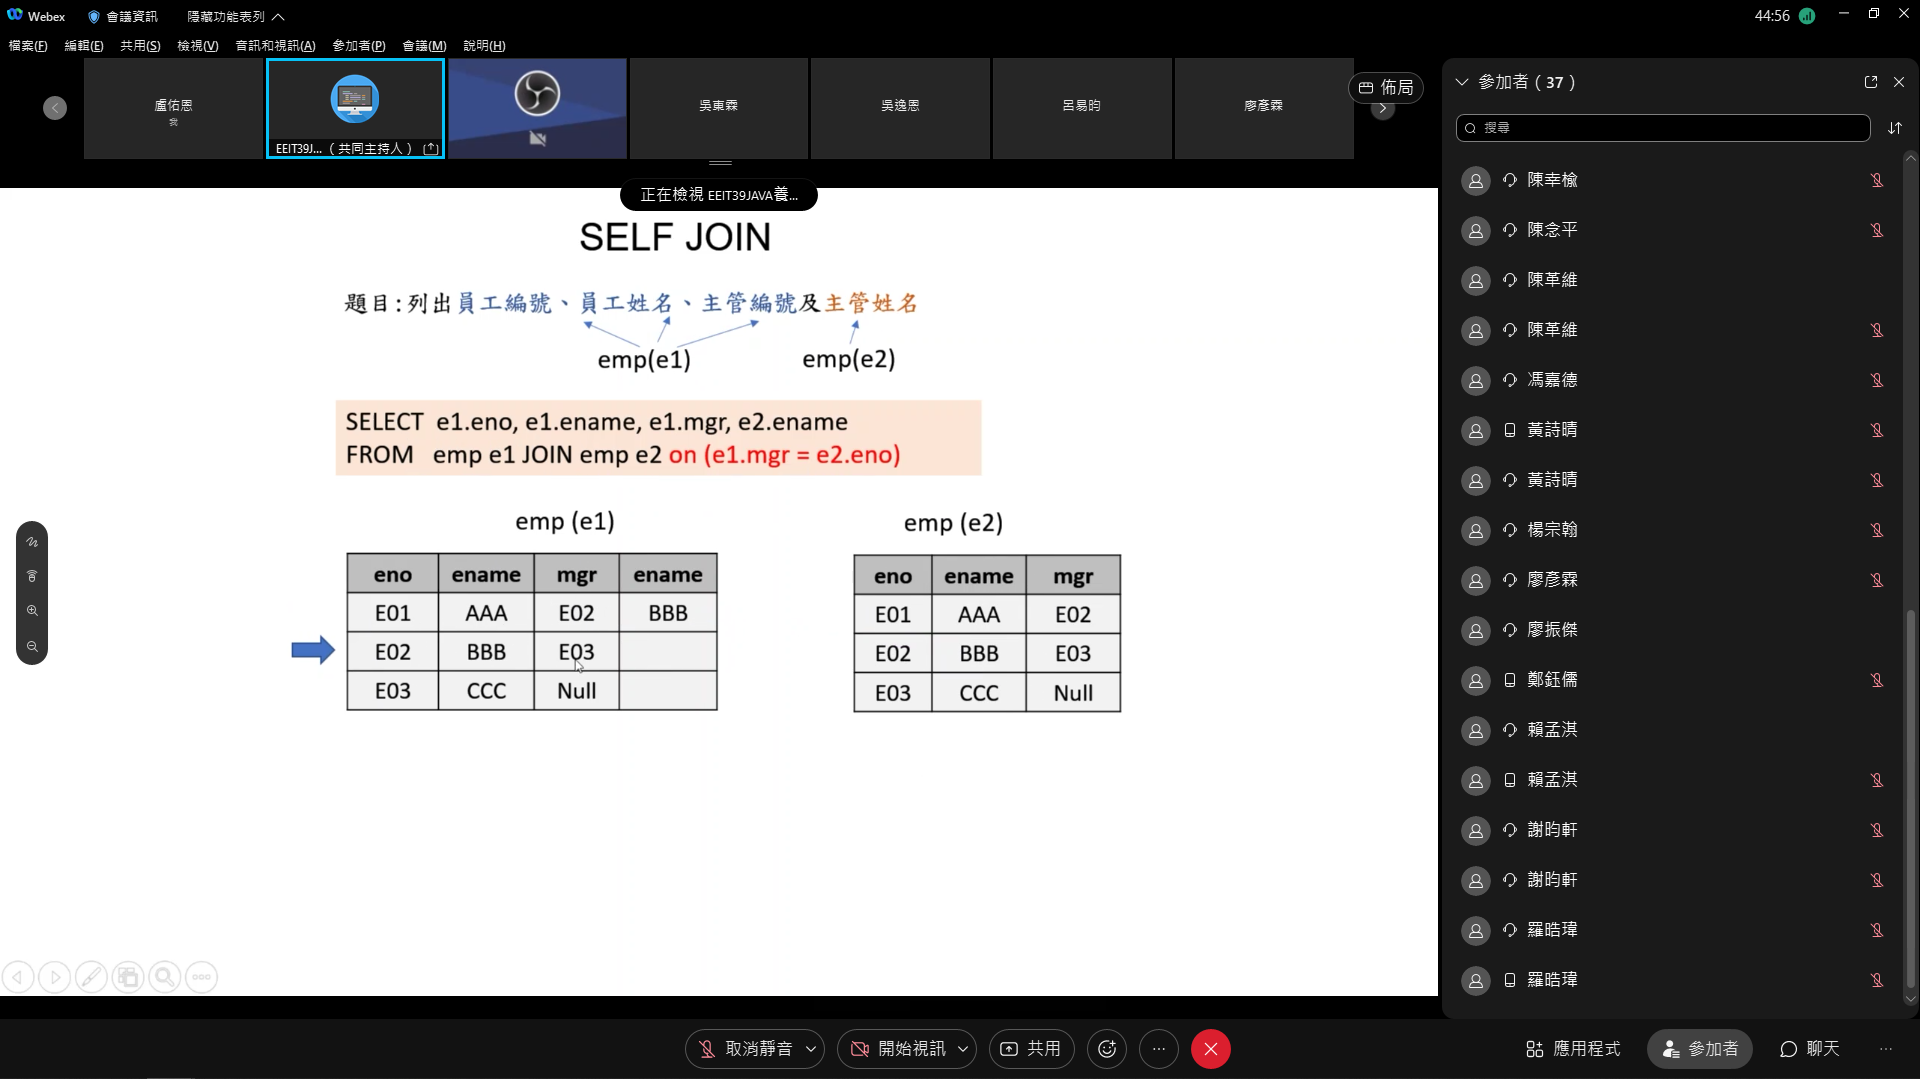 Webex 會議資訊 隱藏功能表列
44:56
檔案(F) 編輯(E) 共用(S) 檢視(V) 音訊和視訊(A) 參加者(P) 會議(M) 說明(H)
盧佑恩
我
EEIT39J... （共同主持人）
吳東霖
吳逸恩
呂易昀
廖彥霖
佈局
正在檢視 EEIT39JAVA養...
SELF JOIN
題目:列出員工編號、員工姓名、主管編號及主管姓名
emp(e1) emp(e2)
SELECT e1.eno, e1.ename, e1.mgr, e2.ename
FROM emp e1 JOIN emp e2 on (e1.mgr = e2.eno)
emp (e1)
eno ename mgr ename
E01 AAA E02 BBB
E02 BBB E03
E03 CCC Null
emp (e2)
eno ename mgr
E01 AAA E02
E02 BBB E03
E03 CCC Null
參加者 ( 37 )
搜尋
陳幸楡
陳念平
陳革維
陳革維
馮嘉德
黃詩晴
黃詩晴
楊宗翰
廖彥霖
廖振傑
鄭鈺儒
賴孟淇
賴孟淇
謝昀軒
謝昀軒
羅晧瑋
羅晧瑋
取消靜音 開始視訊 共用
應用程式 參加者 聊天